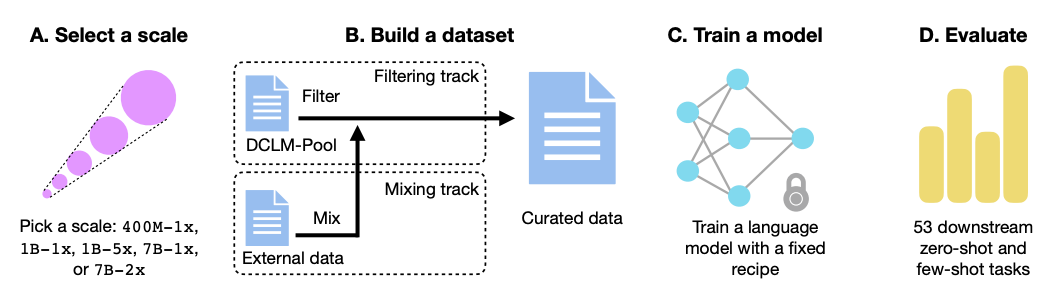 A. Select a scale
Pick a scale: 400M-1x,
1B-1x, 1B-5x, 7B-1x,
or 7B-2x
B. Build a dataset
Filtering track
Filter
DCLM-Pool
Mixing track
Mix
External data
Curated data
C. Train a model
Train a language
model with a fixed
recipe
D. Evaluate
53 downstream
zero-shot and
few-shot tasks